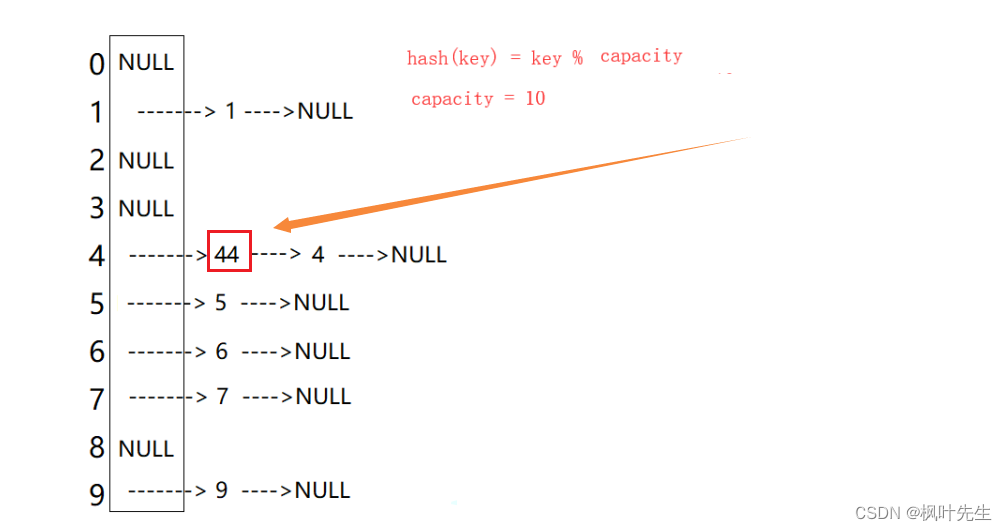 hash(key) = key % capacity
capacity = 10
0 NULL
1 -------> 1 ---->NULL
2 NULL
3 NULL
4 -------> 44 ----> 4 ---->NULL
5 -------> 5 ---->NULL
6 -------> 6 ---->NULL
7 -------> 7 ---->NULL
8 NULL
9 -------> 9 ---->NULL
CSDN @枫叶先生